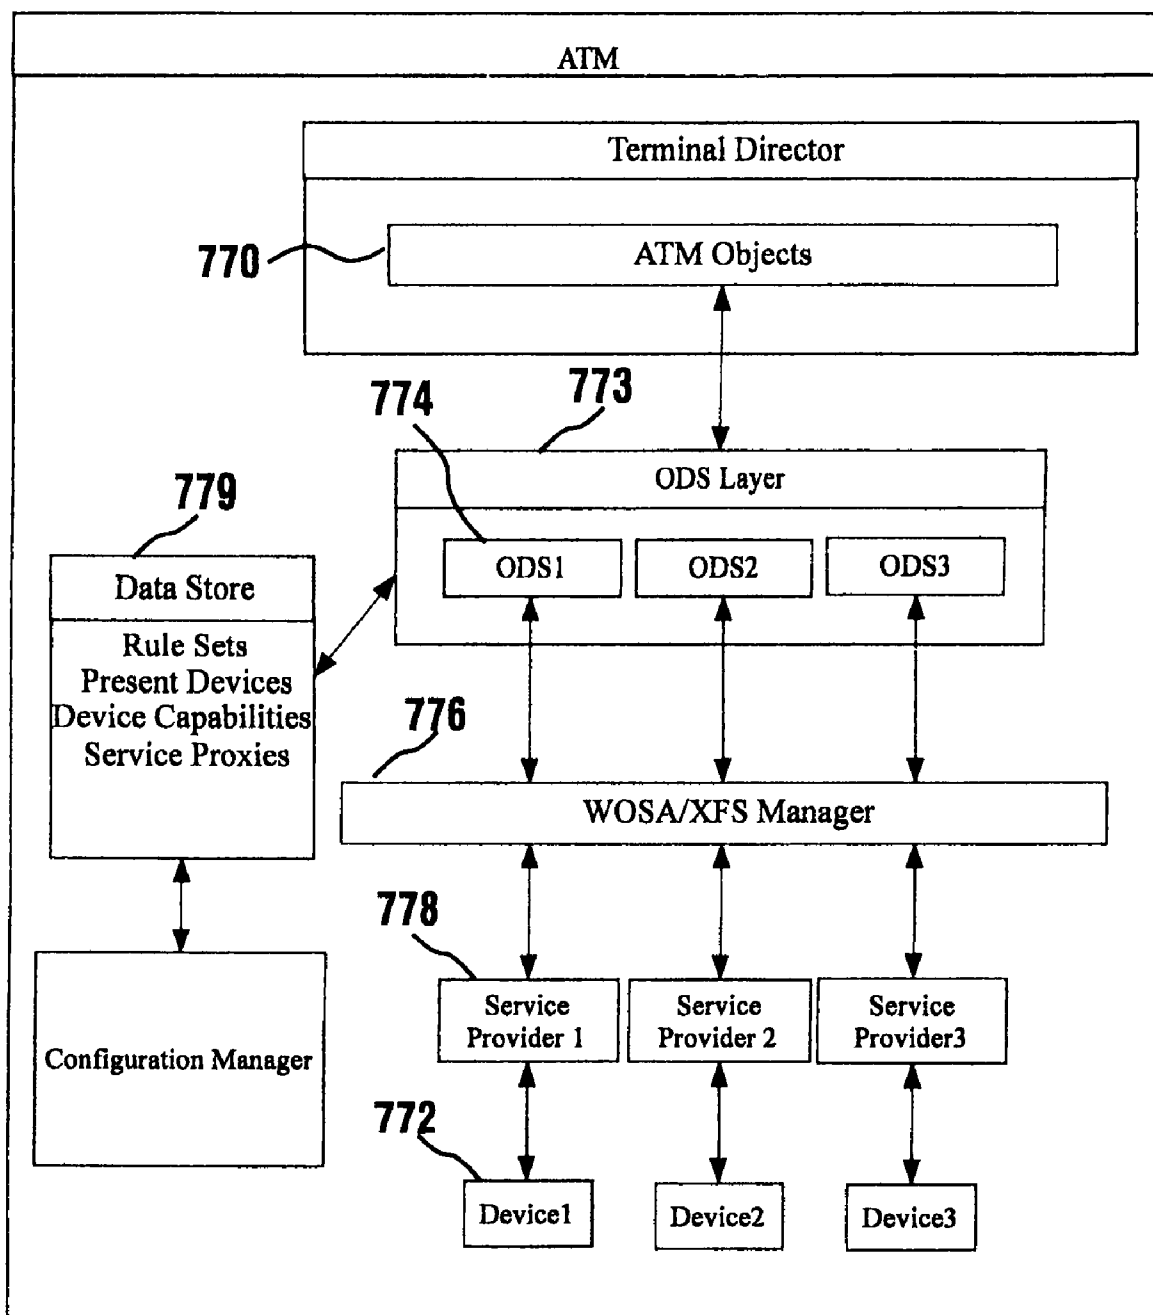 ATM
Terminal Director
770
ATM Objects
773
774
ODS Layer
779
ODS1
ODS2
ODS3
Data Store
Rule Sets
Present Devices
Device Capabilities
Service Proxies
776
WOSA/XFS Manager
778
Service
Provider 1
Service
Provider 2
Service
Provider3
Configuration Manager
772
Device1
Device2
Device3